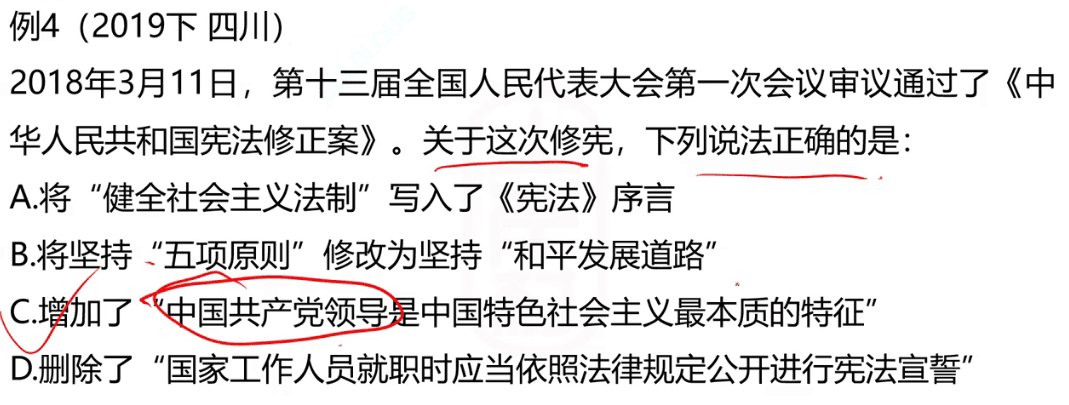 例4（2019下 四川）
2018年3月11日，第十三届全国人民代表大会第一次会议审议通过了《中
华人民共和国宪法修正案》。关于这次修宪，下列说法正确的是：
A.将“健全社会主义法制”写入了《宪法》序言
B.将坚持“五项原则”修改为坚持“和平发展道路”
C.增加了“中国共产党领导是中国特色社会主义最本质的特征”
D.删除了“国家工作人员就职时应当依照法律规定公开进行宪法宣誓”